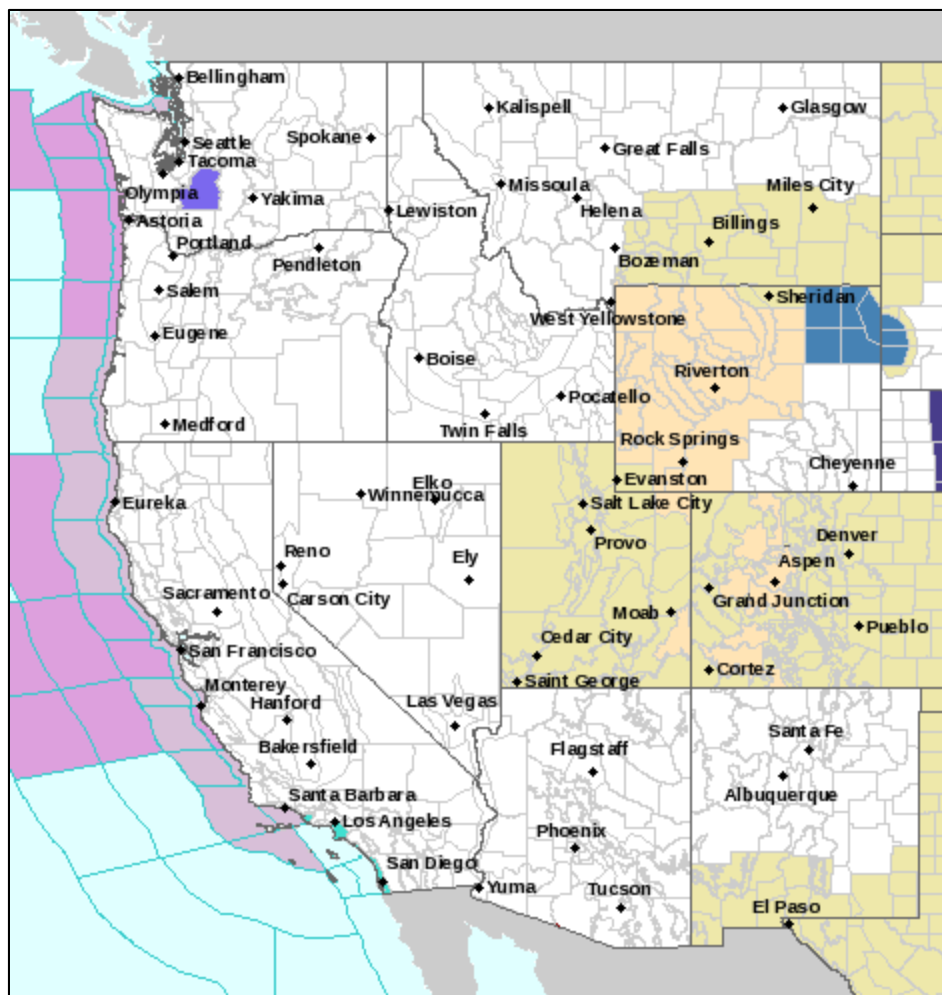 Bellingham
Kalispell
Glasgow
Seattle
Spokane
Great Falls
Tacoma
Missoula
Miles City
Olympia
Yakima
Helena
Lewiston
Astoria
Billings
Portland
Bozeman
Pendleton
Salem
Sheridan
West Yellowstone
Eugene
Boise
Riverton
Pocatello
Medford
Twin Falls
Rock Springs
Cheyenne
Elko
Evanston
Winnemucca
Eureka
Salt Lake City
Denver
Provo
Reno
Ely
Aspen
Sacramento
Carson City
Grand Junction
Moab
Pueblo
Cedar City
San Francisco
Cortez
Saint George
Monterey
Hanford
Las Vegas
Santa Fe
Bakersfield
Flagstaff
Santa Barbara
Albuquerque
Los Angeles
Phoenix
San Diego
Yuma
Tucson
El Paso